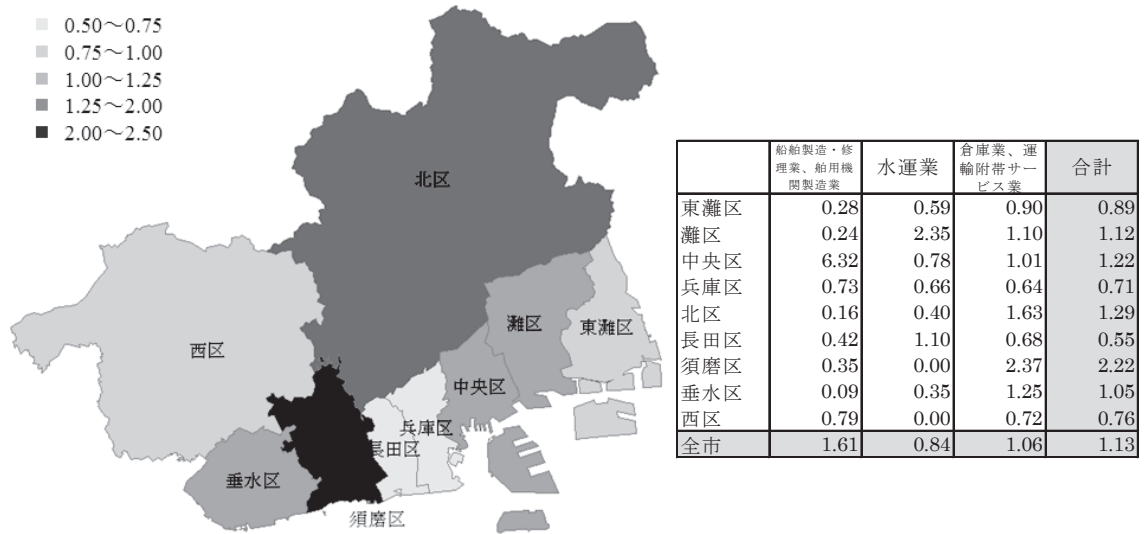 0.50～0.75
0.75～1.00
1.00～1.25
1.25～2.00
2.00～2.50
北区
西区
灘区
東灘区
中央区
兵庫区
長田区
垂水区
須磨区
船舶製造・修
理業、舶用機
関製造業
水運業
倉庫業、運
輸附帯サー
ビス業
合計
東灘区 0.28 0.59 0.90 0.89
灘区 0.24 2.35 1.10 1.12
中央区 6.32 0.78 1.01 1.22
兵庫区 0.73 0.66 0.64 0.71
北区 0.16 0.40 1.63 1.29
長田区 0.42 1.10 0.68 0.55
須磨区 0.35 0.00 2.37 2.22
垂水区 0.09 0.35 1.25 1.05
西区 0.79 0.00 0.72 0.76
全市 1.61 0.84 1.06 1.13